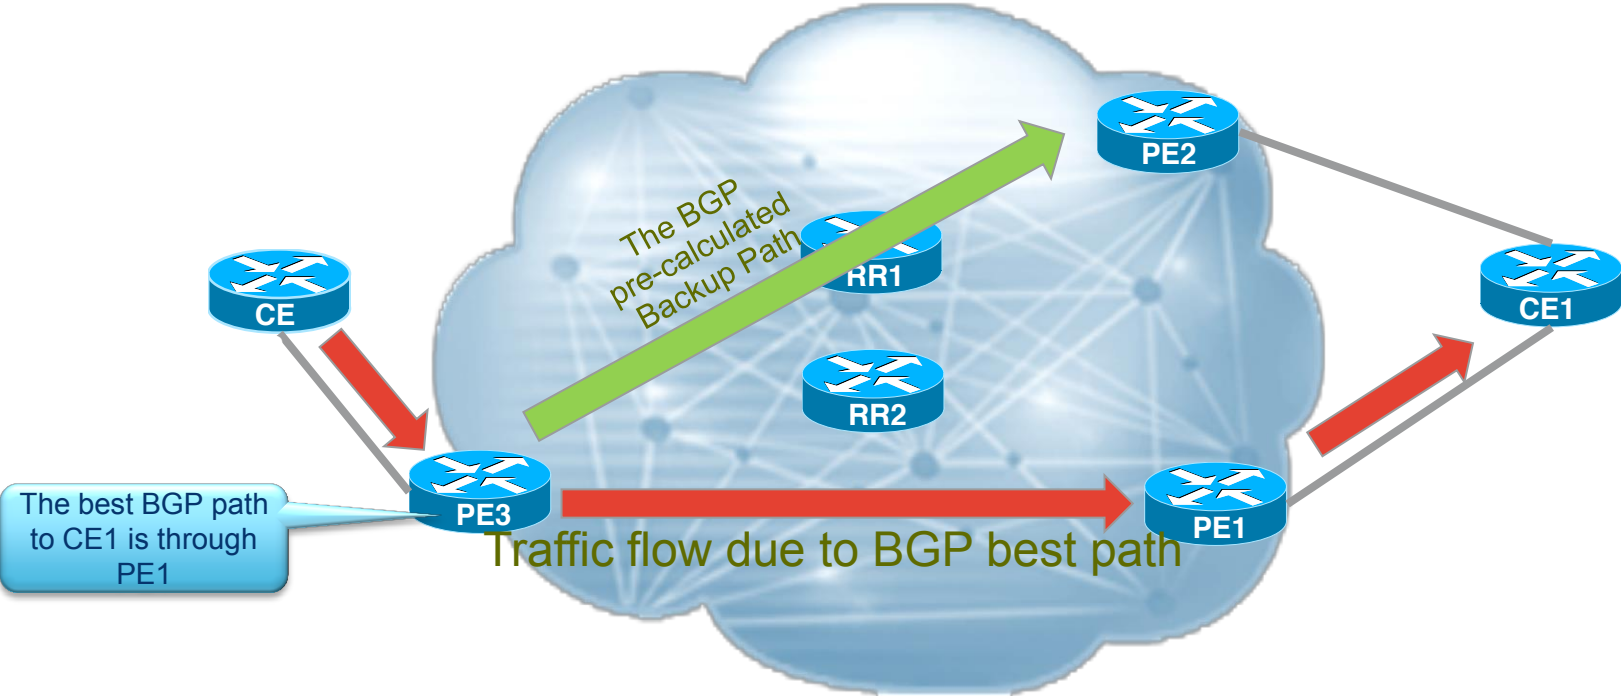 PE2
The BGP
pre-calculated
Backup Path
RR1
CE
CE1
RR2
The best BGP path
to CE1 is through
PE1
PE3
PE1
Traffic flow due to BGP best path